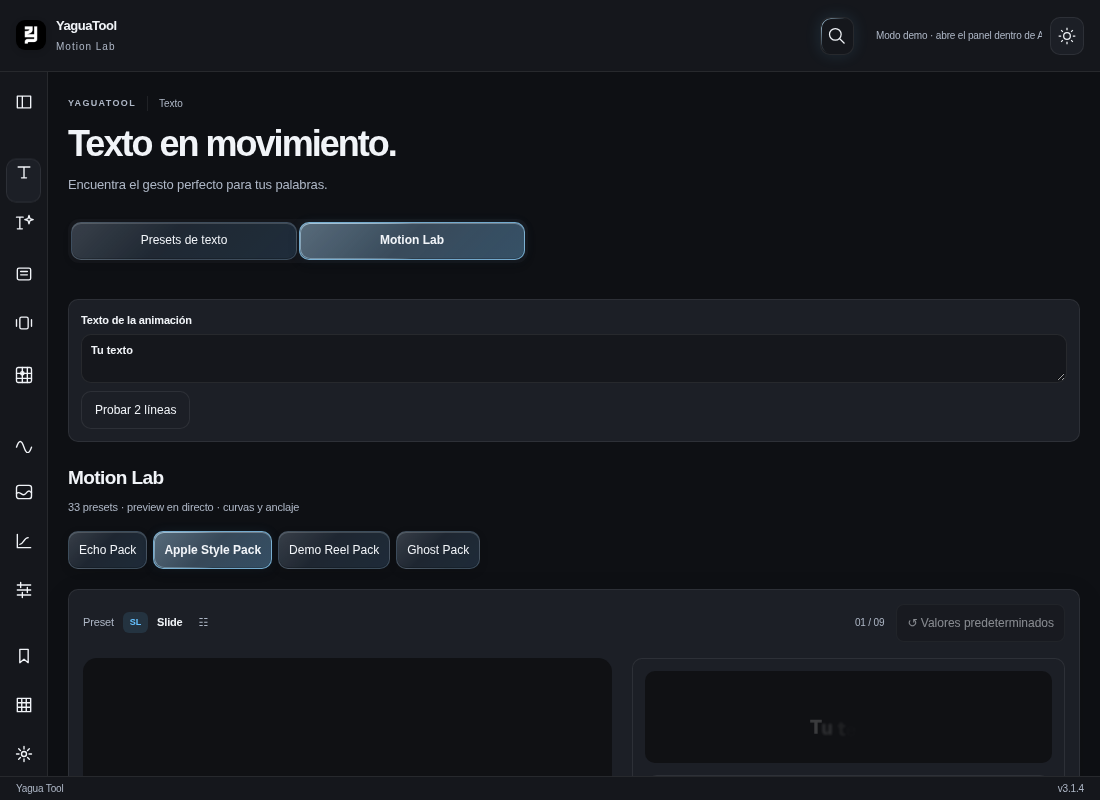 YaguaTool
Motion Lab
Modo demo · abre el panel dentro de
YAGUATOOL
Texto
Texto en movimiento.
Encuentra el gesto perfecto para tus palabras.
Presets de texto
Motion Lab
Texto de la animación
Tu texto
Probar 2 líneas
Motion Lab
33 presets · preview en directo · curvas y anclaje
Echo Pack
Apple Style Pack
Demo Reel Pack
Ghost Pack
Preset
SL
Slide
01 / 09
↺ Valores predeterminados
Tu t
Yagua Tool
v3.1.4